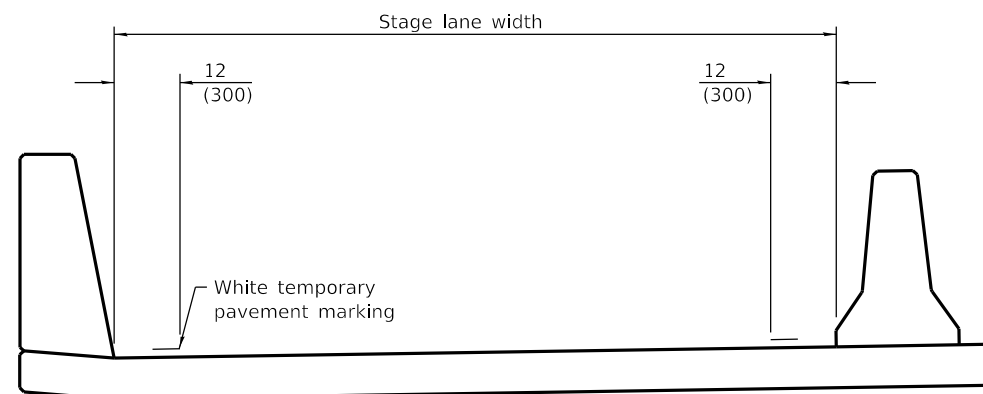 Stage lane width
12
(300)
12
(300)
White temporary
pavement marking